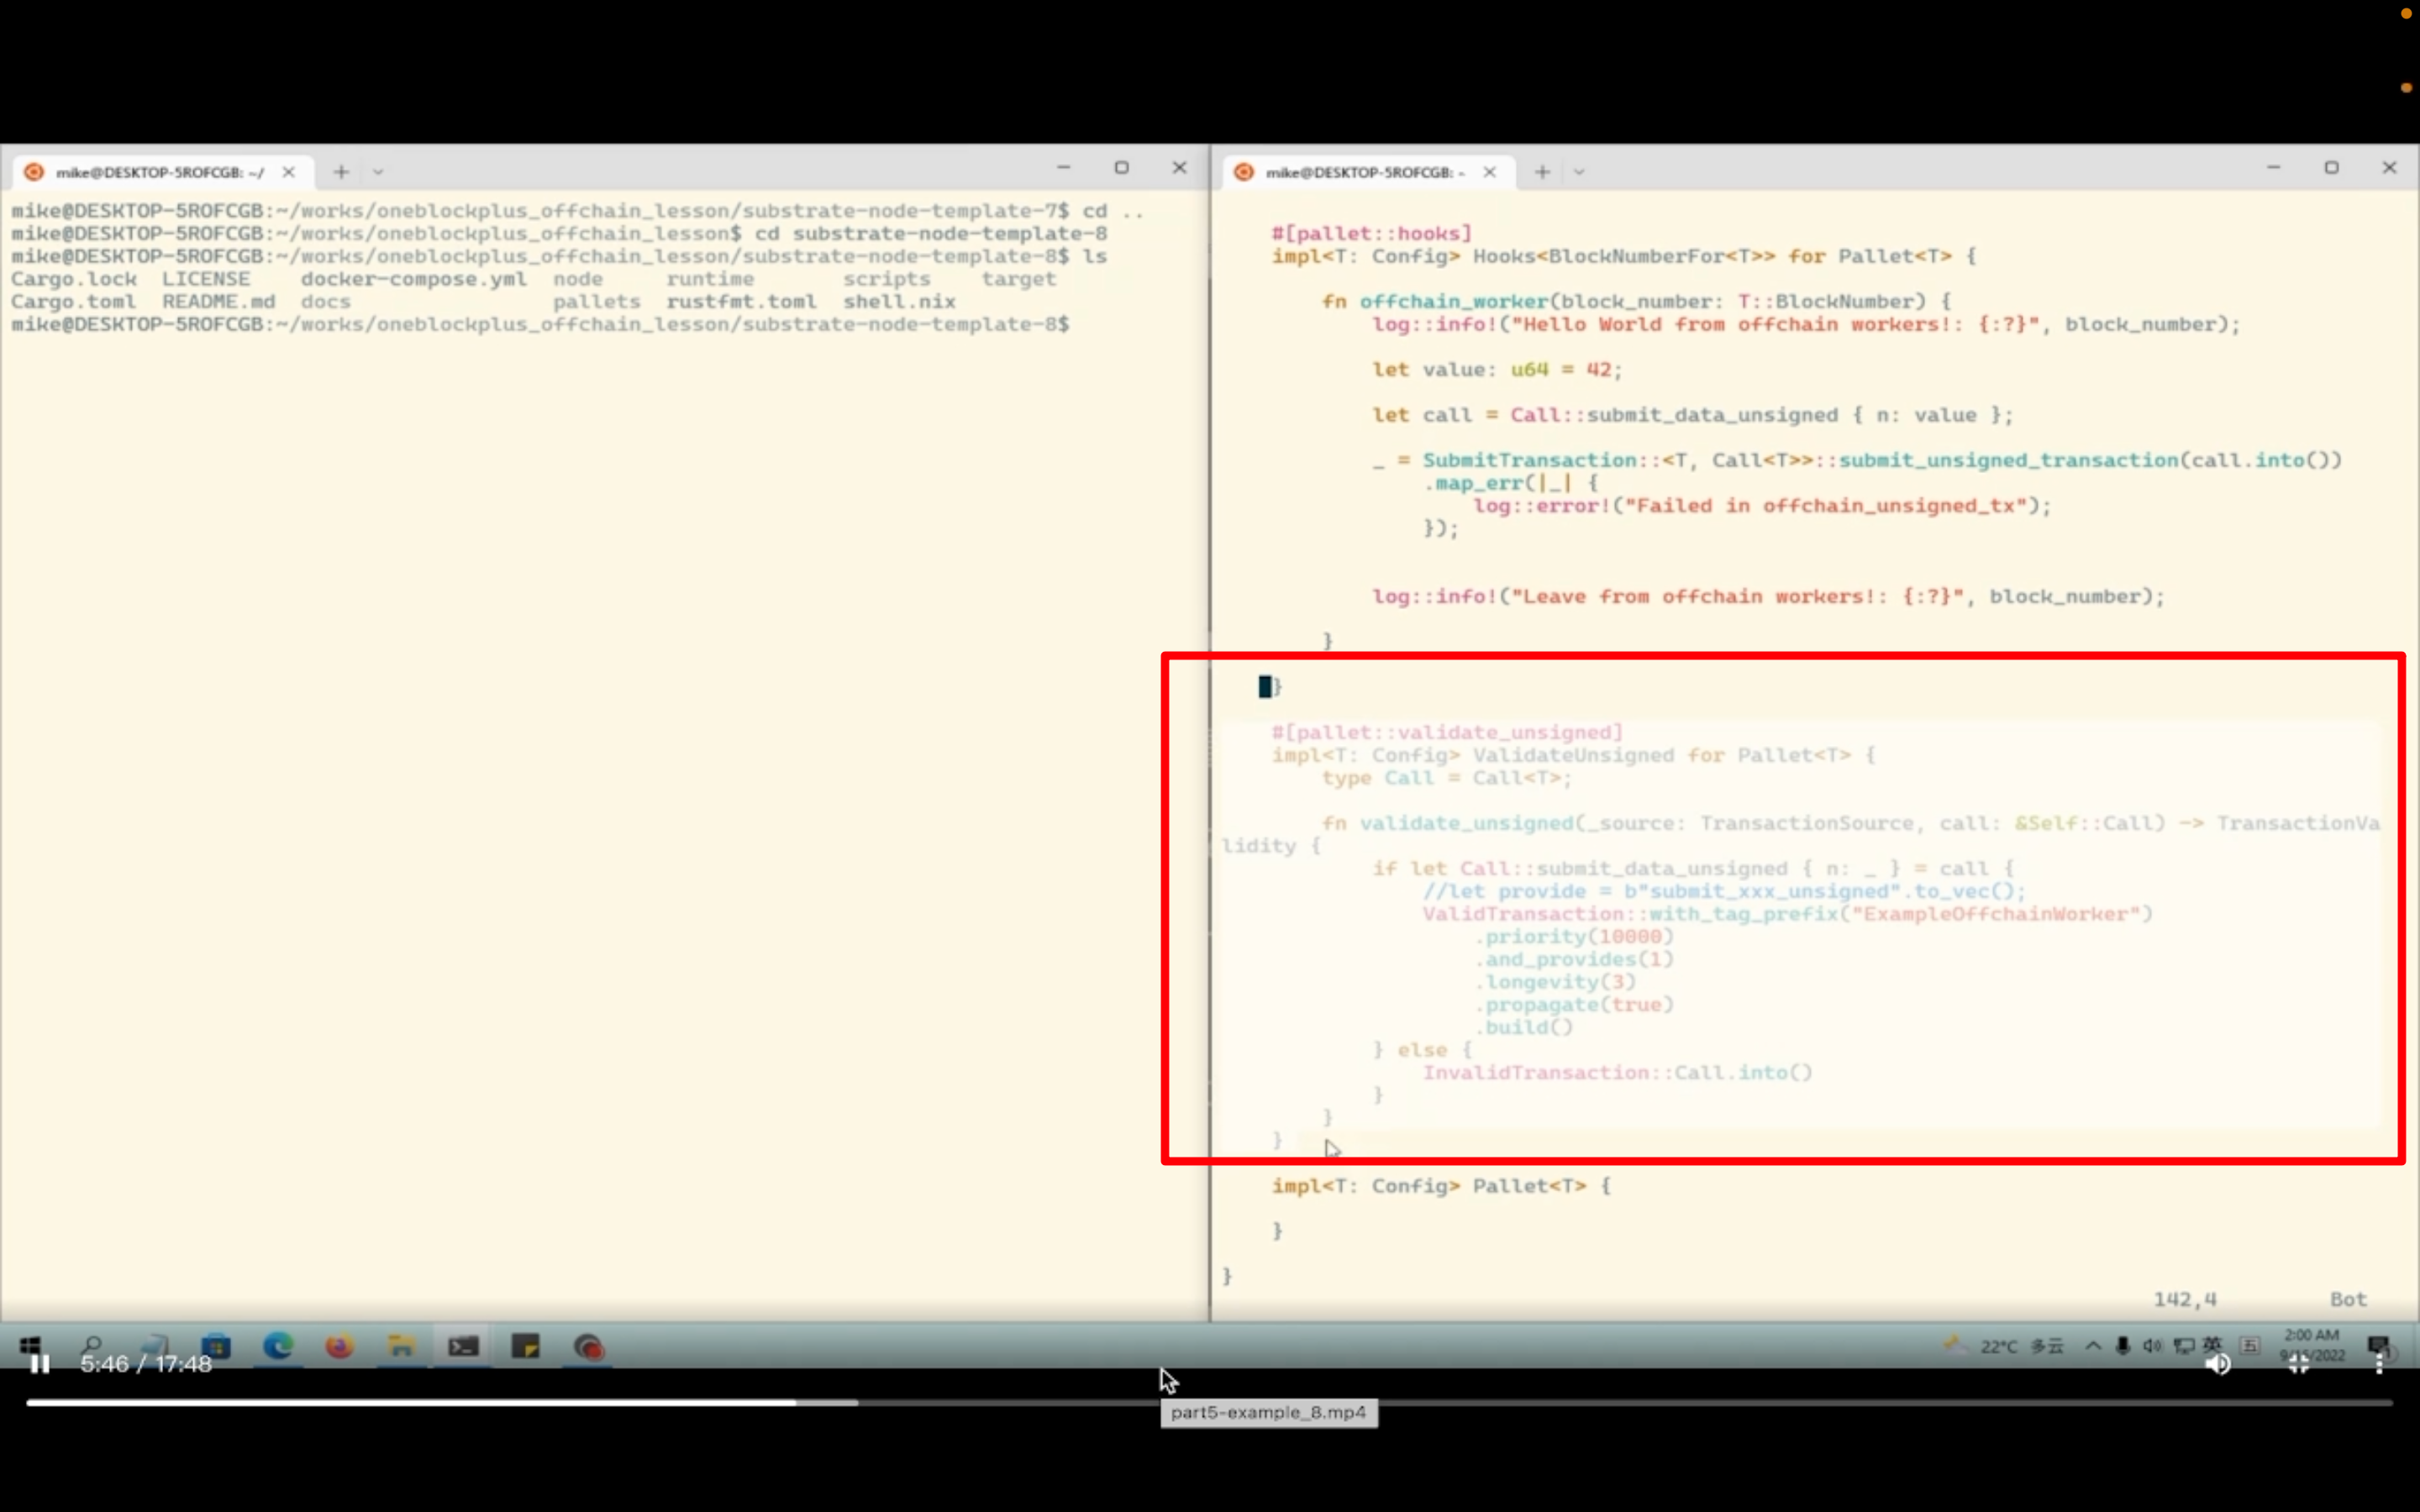 mike@DESKTOP-5ROFCGB: ~/
mike@DESKTOP-5ROFCGB:~/works/oneblockplus_offchain_lesson/substrate-node-template-7$ cd ..
mike@DESKTOP-5ROFCGB:~/works/oneblockplus_offchain_lesson$ cd substrate-node-template-8
mike@DESKTOP-5ROFCGB:~/works/oneblockplus_offchain_lesson/substrate-node-template-8$ ls
Cargo.lock LICENSE docker-compose.yml node runtime scripts target
Cargo.toml README.md docs pallets rustfmt.toml shell.nix
mike@DESKTOP-5ROFCGB:~/works/oneblockplus_offchain_lesson/substrate-node-template-8$
mike@DESKTOP-5ROFCGB: ~
#[pallet::hooks]
impl<T: Config> Hooks<BlockNumberFor<T>> for Pallet<T> {
fn offchain_worker(block_number: T::BlockNumber) {
log::info!("Hello World from offchain workers!: {:?}", block_number);
let value: u64 = 42;
let call = Call::submit_data_unsigned { n: value };
_ = SubmitTransaction::<T, Call<T>>::submit_unsigned_transaction(call.into())
.map_err(|_| {
log::error!("Failed in offchain_unsigned_tx");
});
log::info!("Leave from offchain workers!: {:?}", block_number);
}
}
#[pallet::validate_unsigned]
impl<T: Config> ValidateUnsigned for Pallet<T> {
type Call = Call<T>;
fn validate_unsigned(_source: TransactionSource, call: &Self::Call) -> TransactionVa
lidity {
if let Call::submit_data_unsigned { n: _ } = call {
//let provide = b"submit_xxx_unsigned".to_vec();
ValidTransaction::with_tag_prefix("ExampleOffchainWorker")
.priority(10000)
.and_provides(1)
.longevity(3)
.propagate(true)
.build()
} else {
InvalidTransaction::Call.into()
}
}
}
impl<T: Config> Pallet<T> {
}
}
142,4 Bot
22°C 多云 英 五 2:00 AM
9/15/2022
5:46 / 17:48
part5-example_8.mp4